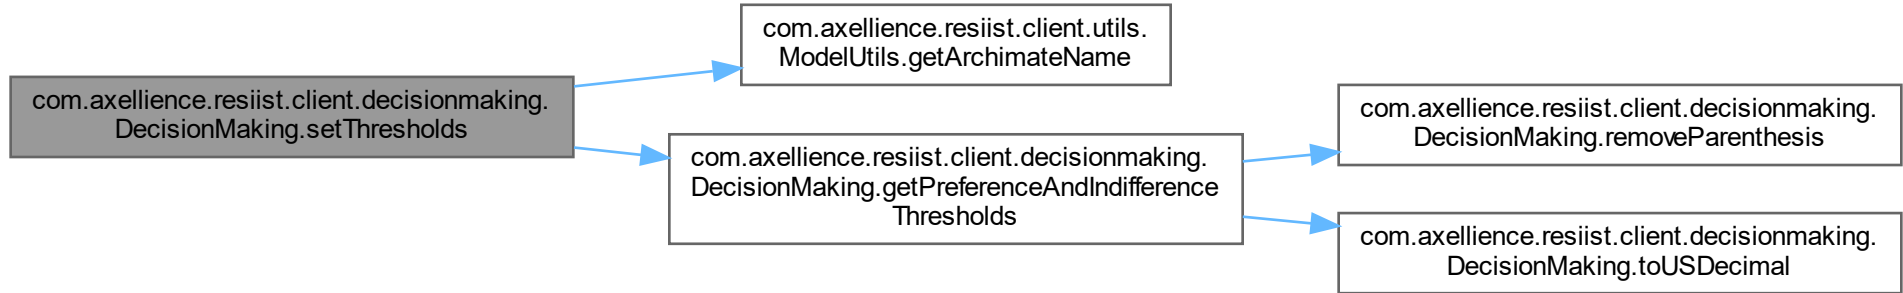 com.axellience.resiist.client.utils.
ModelUtils.getArchimateName
com.axellience.resiist.client.decisionmaking.
DecisionMaking.setThresholds
com.axellience.resiist.client.decisionmaking.
DecisionMaking.getPreferenceAndIndifference
Thresholds
com.axellience.resiist.client.decisionmaking.
DecisionMaking.removeParenthesis
com.axellience.resiist.client.decisionmaking.
DecisionMaking.toUSDecimal